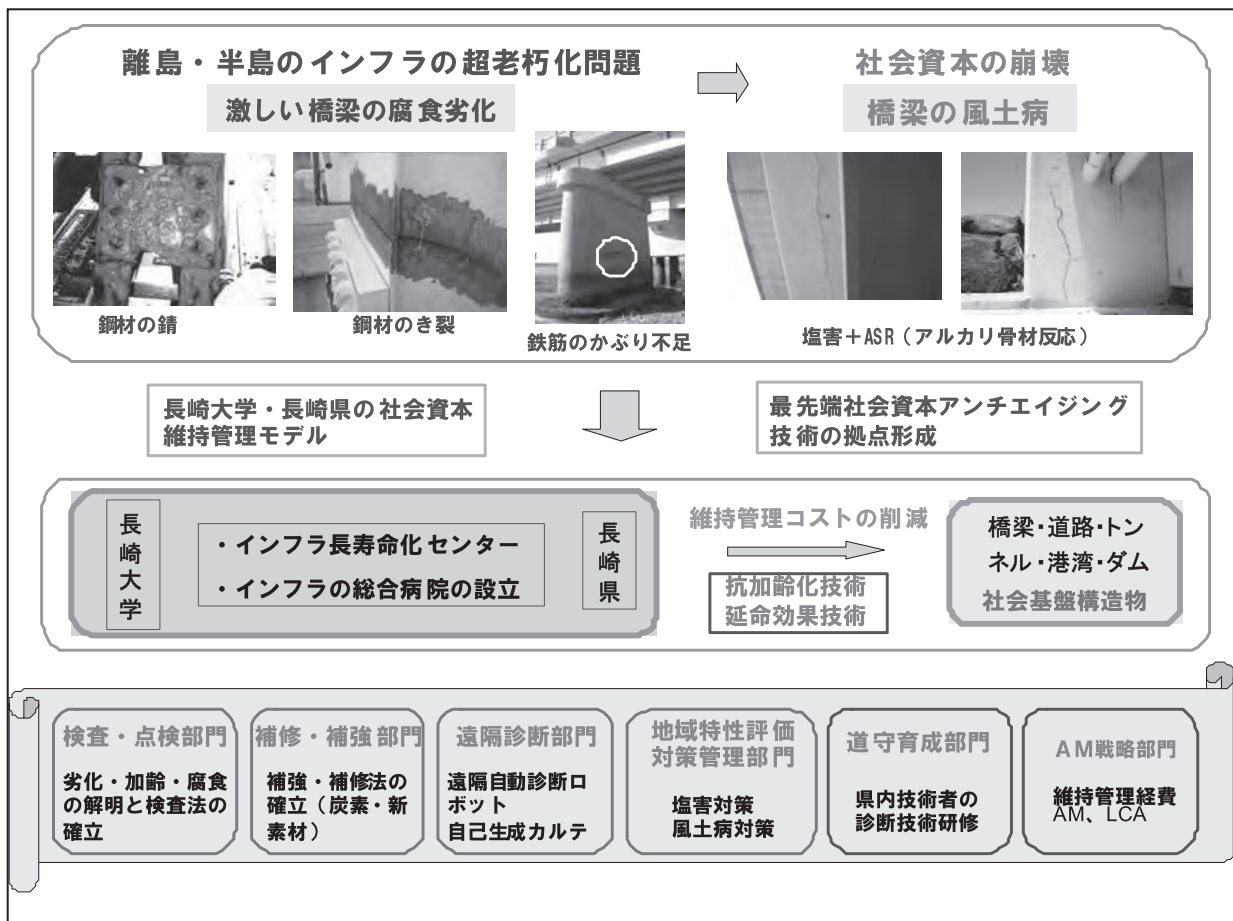 離島・半島のインフラの超老朽化問題
社会資本の崩壊
激しい橋梁の腐食劣化
橋梁の風土病
鋼材の錆
鋼材のき裂
鉄筋のかぶり不足
塩害＋ASR（アルカリ骨材反応）
長崎大学・長崎県の社会資本
維持管理モデル
最先端社会資本アンチエイジング
技術の拠点形成
長崎大学
・インフラ長寿命化センター
・インフラの総合病院の設立
長崎県
維持管理コストの削減
抗加齢化技術
延命効果技術
橋梁・道路・トン
ネル・港湾・ダム
社会基盤構造物
検査・点検部門
劣化・加齢・腐食
の解明と検査法の
確立
補修・補強部門
補強・補修法の
確立（炭素・新
素材）
遠隔診断部門
遠隔自動診断ロ
ボット
自己生成カルテ
地域特性評価
対策管理部門
塩害対策
風土病対策
道守育成部門
県内技術者の
診断技術研修
AM戦略部門
維持管理経費
AM、LCA